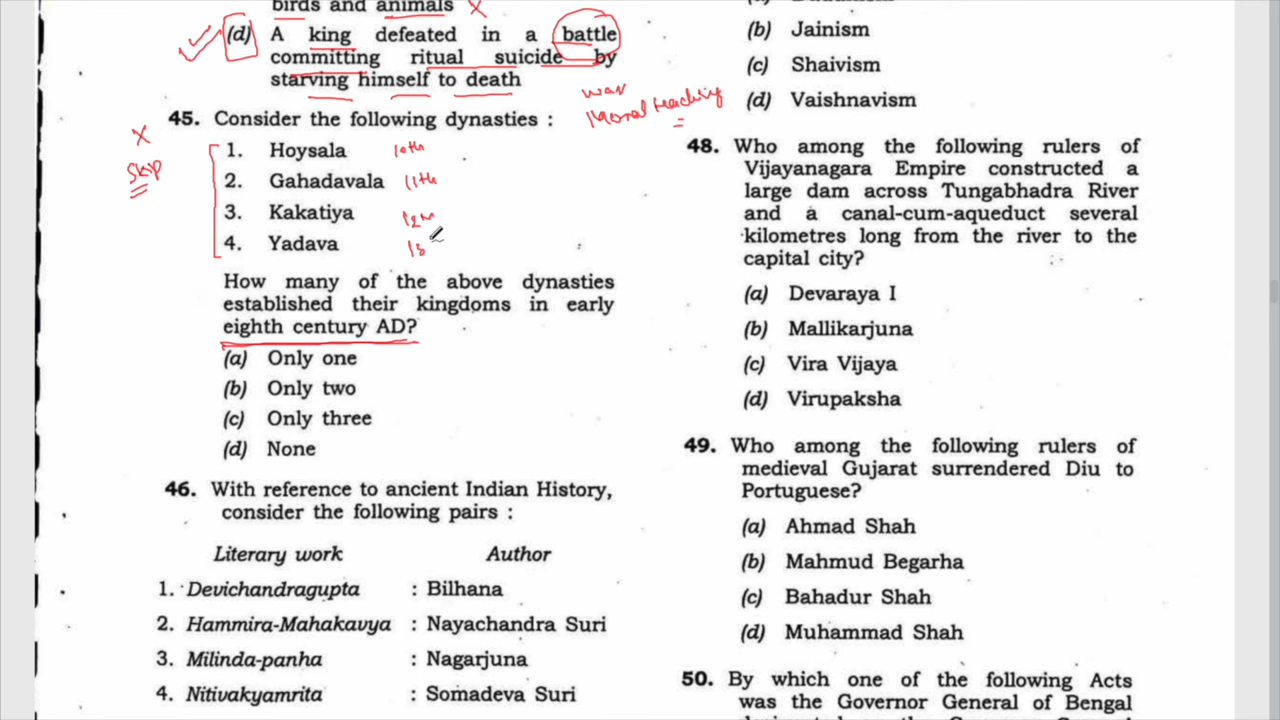 birds and animals
(d) A king defeated in a battle
committing ritual suicide by
starving himself to death
war
Moral teaching
45. Consider the following dynasties :
Skip
1. Hoysala 10th
2. Gahadavala 11th
3. Kakatiya 12th
4. Yadava 13
How many of the above dynasties
established their kingdoms in early
eighth century AD?
(a) Only one
(b) Only two
(c) Only three
(d) None
46. With reference to ancient Indian History,
consider the following pairs :
Literary work Author
1. Devichandragupta : Bilhana
2. Hammira-Mahakavya : Nayachandra Suri
3. Milinda-panha : Nagarjuna
4. Nitivakyamrita : Somadeva Suri
(b) Jainism
(c) Shaivism
(d) Vaishnavism
48. Who among the following rulers of
Vijayanagara Empire constructed a
large dam across Tungabhadra River
and a canal-cum-aqueduct several
kilometres long from the river to the
capital city?
(a) Devaraya I
(b) Mallikarjuna
(c) Vira Vijaya
(d) Virupaksha
49. Who among the following rulers of
medieval Gujarat surrendered Diu to
Portuguese?
(a) Ahmad Shah
(b) Mahmud Begarha
(c) Bahadur Shah
(d) Muhammad Shah
50. By which one of the following Acts
was the Governor General of Bengal